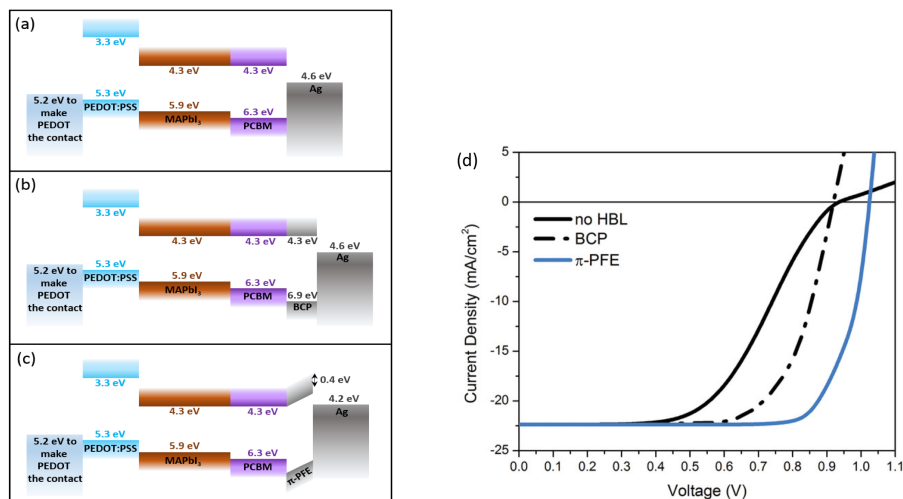 (a)
3.3 eV
4.3 eV
4.3 eV
4.6 eV
Ag
5.2 eV to
make
PEDOT
the contact
5.3 eV
PEDOT:PSS
5.9 eV
MAPbI₃
6.3 eV
PCBM
(b)
3.3 eV
4.3 eV
4.3 eV
4.3 eV
4.6 eV
Ag
5.2 eV to
make
PEDOT
the contact
5.3 eV
PEDOT:PSS
5.9 eV
MAPbI₃
6.3 eV
PCBM
6.9 eV
BCP
(c)
3.3 eV
0.4 eV
4.3 eV
4.3 eV
4.2 eV
Ag
5.2 eV to
make
PEDOT
the contact
5.3 eV
PEDOT:PSS
5.9 eV
MAPbI₃
6.3 eV
PCBM
π-PFE
(d)
Current Density (mA/cm²)
5
0
-5
-10
-15
-20
-25
no HBL
BCP
π-PFE
0.0 0.1 0.2 0.3 0.4 0.5 0.6 0.7 0.8 0.9 1.0 1.1
Voltage (V)